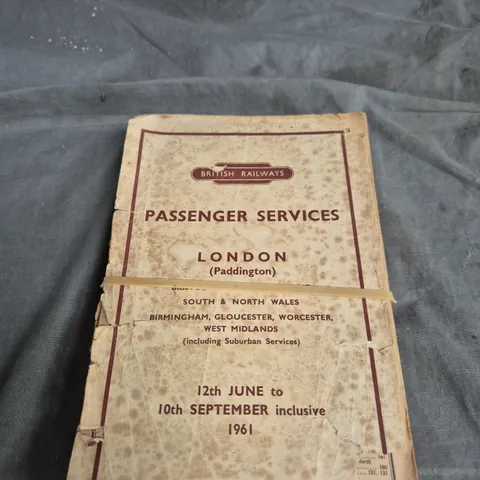 BRITISH RAILWAYS
PASSENGER SERVICES
LONDON
(Paddington)
SOUTH & NORTH WALES
BIRMINGHAM, GLOUCESTER, WORCESTER,
WEST MIDLANDS
(including Suburban Services)
12th JUNE to
10th SEPTEMBER inclusive
1961